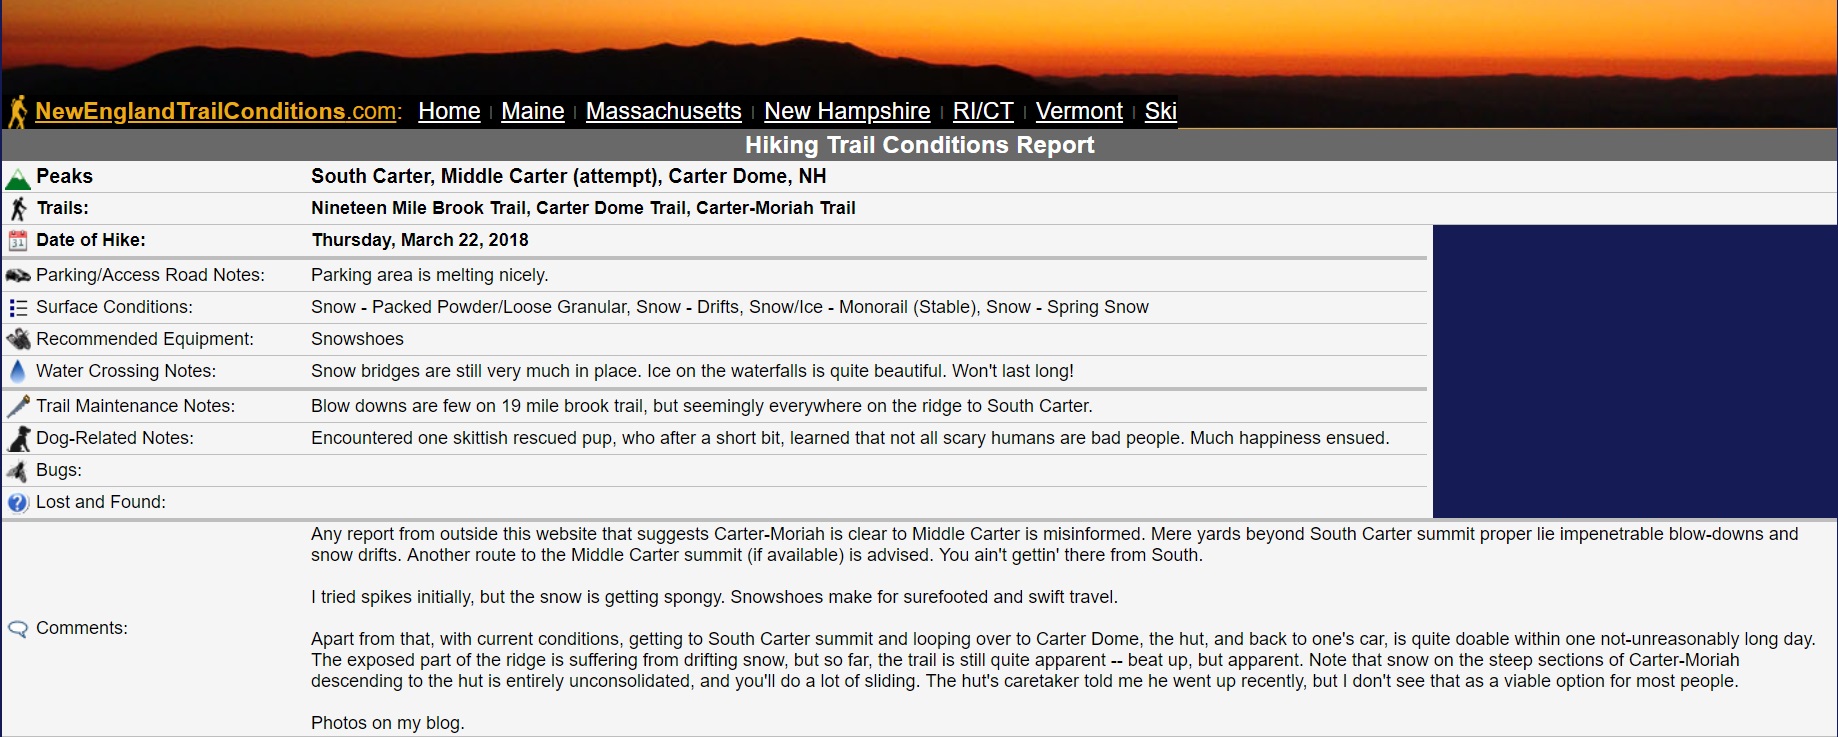 NewEnglandTrailConditions.com: Home | Maine | Massachusetts | New Hampshire | RI/CT | Vermont | Ski
Hiking Trail Conditions Report
Peaks South Carter, Middle Carter (attempt), Carter Dome, NH
Trails: Nineteen Mile Brook Trail, Carter Dome Trail, Carter-Moriah Trail
31 Date of Hike: Thursday, March 22, 2018
Parking/Access Road Notes: Parking area is melting nicely.
Surface Conditions: Snow - Packed Powder/Loose Granular, Snow - Drifts, Snow/Ice - Monorail (Stable), Snow - Spring Snow
Recommended Equipment: Snowshoes
Water Crossing Notes: Snow bridges are still very much in place. Ice on the waterfalls is quite beautiful. Won't last long!
Trail Maintenance Notes: Blow downs are few on 19 mile brook trail, but seemingly everywhere on the ridge to South Carter.
Dog-Related Notes: Encountered one skittish rescued pup, who after a short bit, learned that not all scary humans are bad people. Much happiness ensued.
Bugs:
? Lost and Found:
Comments:
Any report from outside this website that suggests Carter-Moriah is clear to Middle Carter is misinformed. Mere yards beyond South Carter summit proper lie impenetrable blow-downs and
snow drifts. Another route to the Middle Carter summit (if available) is advised. You ain't gettin' there from South.
I tried spikes initially, but the snow is getting spongy. Snowshoes make for surefooted and swift travel.
Apart from that, with current conditions, getting to South Carter summit and looping over to Carter Dome, the hut, and back to one's car, is quite doable within one not-unreasonably long day.
The exposed part of the ridge is suffering from drifting snow, but so far, the trail is still quite apparent -- beat up, but apparent. Note that snow on the steep sections of Carter-Moriah
descending to the hut is entirely unconsolidated, and you'll do a lot of sliding. The hut's caretaker told me he went up recently, but I don't see that as a viable option for most people.
Photos on my blog.